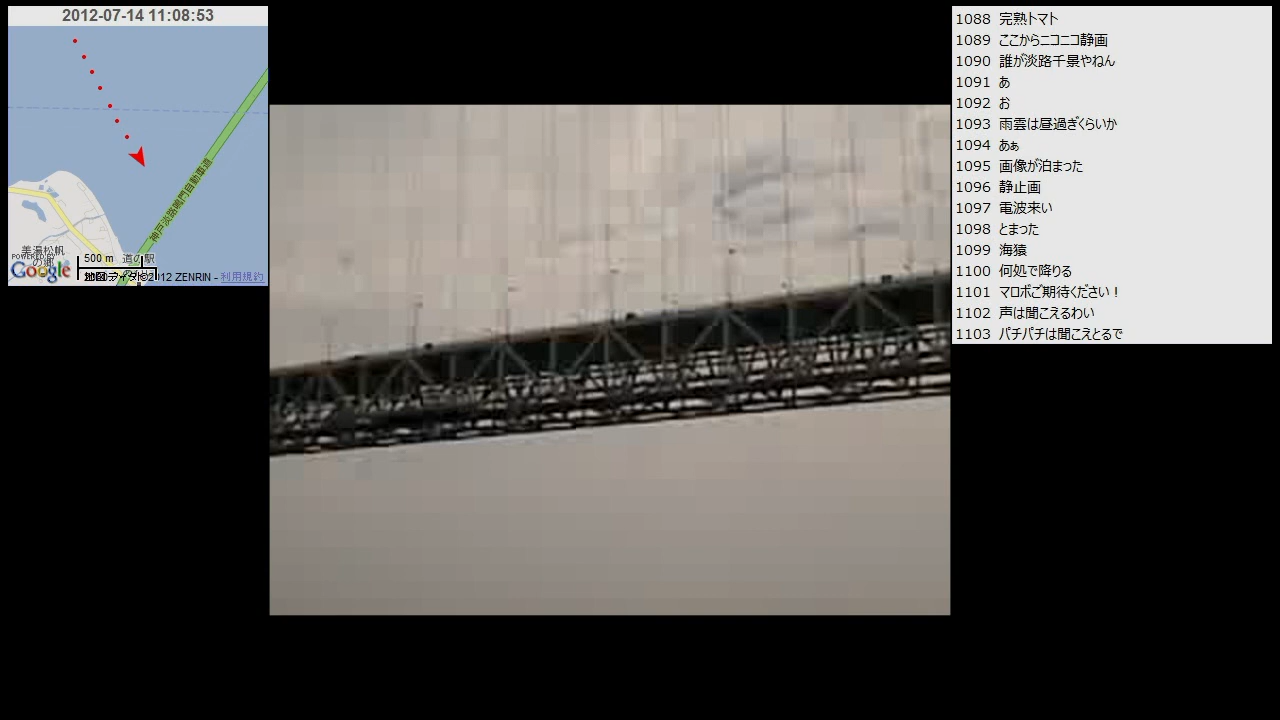 2012-07-14 11:08:53
神戸淡路鳴門自動車道
美湯松帆
の郷
POWERED BY
Google
500 m
道の駅
©2012 ZENRIN - 利用規約
1088 完熟トマト
1089 ここからニコニコ静画
1090 誰が淡路千景やねん
1091 あ
1092 お
1093 雨雲は昼過ぎくらいか
1094 あぁ
1095 画像が泊まった
1096 静止画
1097 電波来い
1098 とまった
1099 海猿
1100 何処で降りる
1101 マロポご期待ください！
1102 声は聞こえるわい
1103 パチパチは聞こえとるで